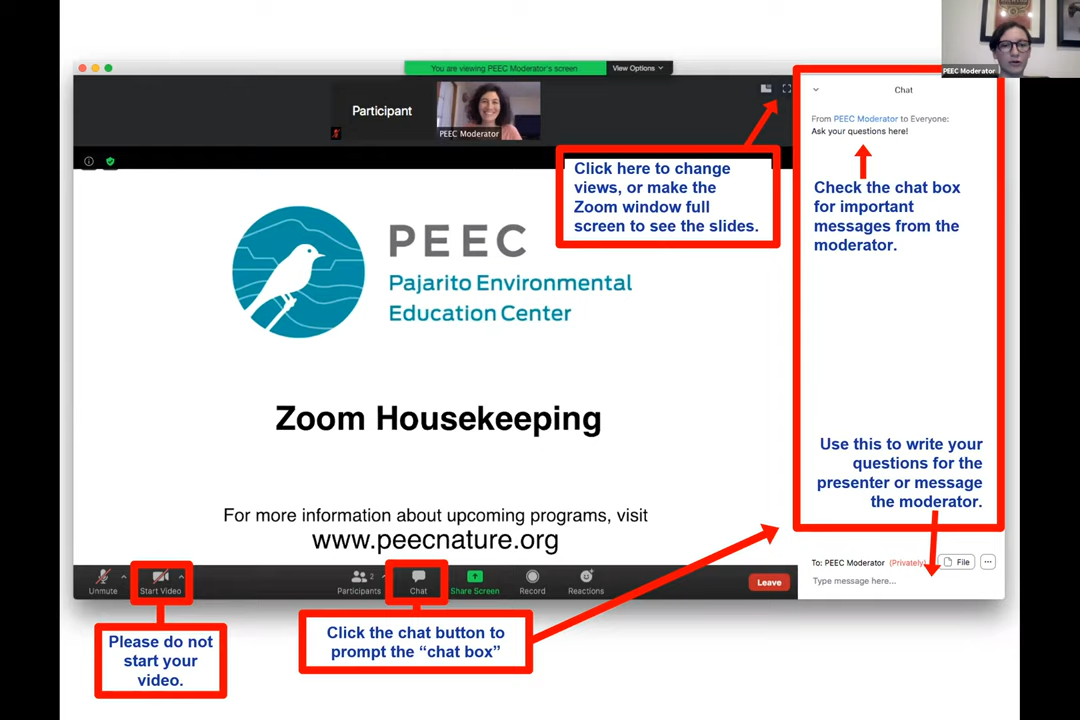 PEEC Moderator
You are viewing PEEC Moderator's screen
View Options
Participant
PEEC Moderator
Chat
From PEEC Moderator to Everyone:
Ask your questions here!
Click here to change
views, or make the
Zoom window full
screen to see the slides.
Check the chat box
for important
messages from the
moderator.
PEEC
Pajarito Environmental
Education Center
Zoom Housekeeping
Use this to write your
questions for the
presenter or message
the moderator.
For more information about upcoming programs, visit
www.peecnature.org
To: PEEC Moderator (Privately)
File
Type message here...
Unmute
Start Video
Participants
2
Chat
Share Screen
Record
Reactions
Leave
Please do not
start your
video.
Click the chat button to
prompt the “chat box”